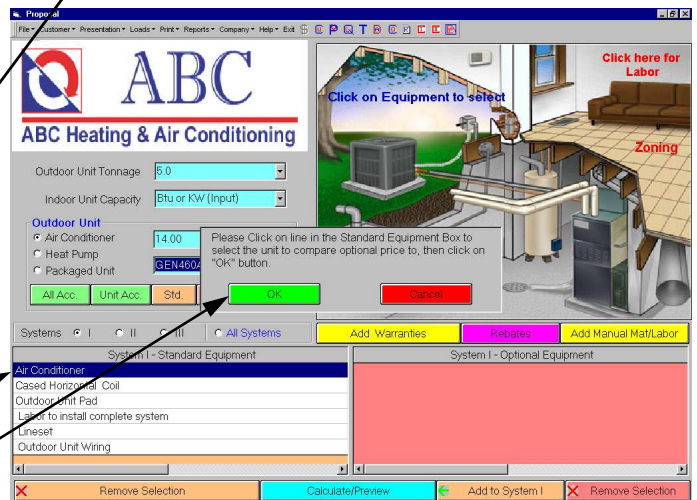 Proposal
File Customer Presentation Loads Print Reports Company Help Exit
ABC
ABC Heating & Air Conditioning
Click on Equipment to select
Click here for
Labor
Zoning
Outdoor Unit Tonnage 5.0
Indoor Unit Capacity Btu or KW (Input)
Outdoor Unit
Air Conditioner 14.00
Heat Pump
Packaged Unit GEN460
Please Click on line in the Standard Equipment Box to
select the unit to compare optional price to, then click on
"OK" button.
OK Cancel
All Acc. Unit Acc. Std.
Systems I II III All Systems
Add Warranties Rebates Add Manual Mat/Labor
System I - Standard Equipment
System I - Optional Equipment
Air Conditioner
Cased Horizontal Coil
Outdoor Unit Pad
Labor to install complete system
Lineset
Outdoor Unit Wiring
Remove Selection Calculate/Preview Add to System I Remove Selection